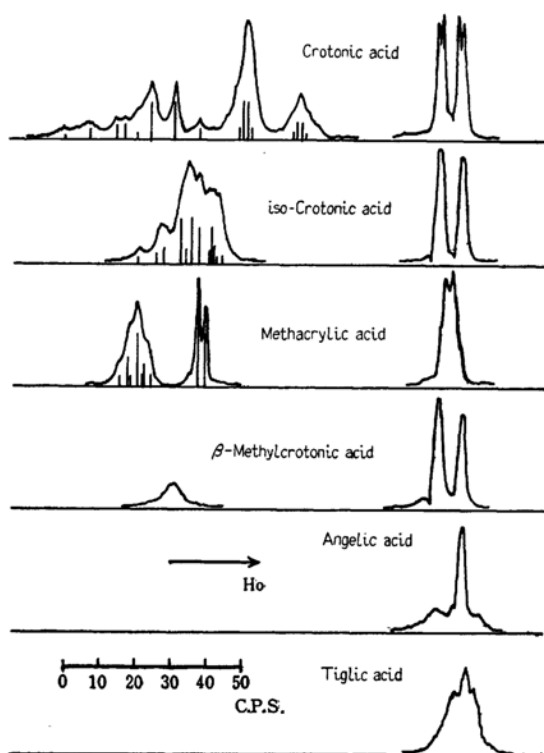 Crotonic acid
iso-Crotonic acid
Methacrylic acid
β-Methylcrotonic acid
Angelic acid
Ho
0 10 20 30 40 50
C.P.S.
Tiglic acid